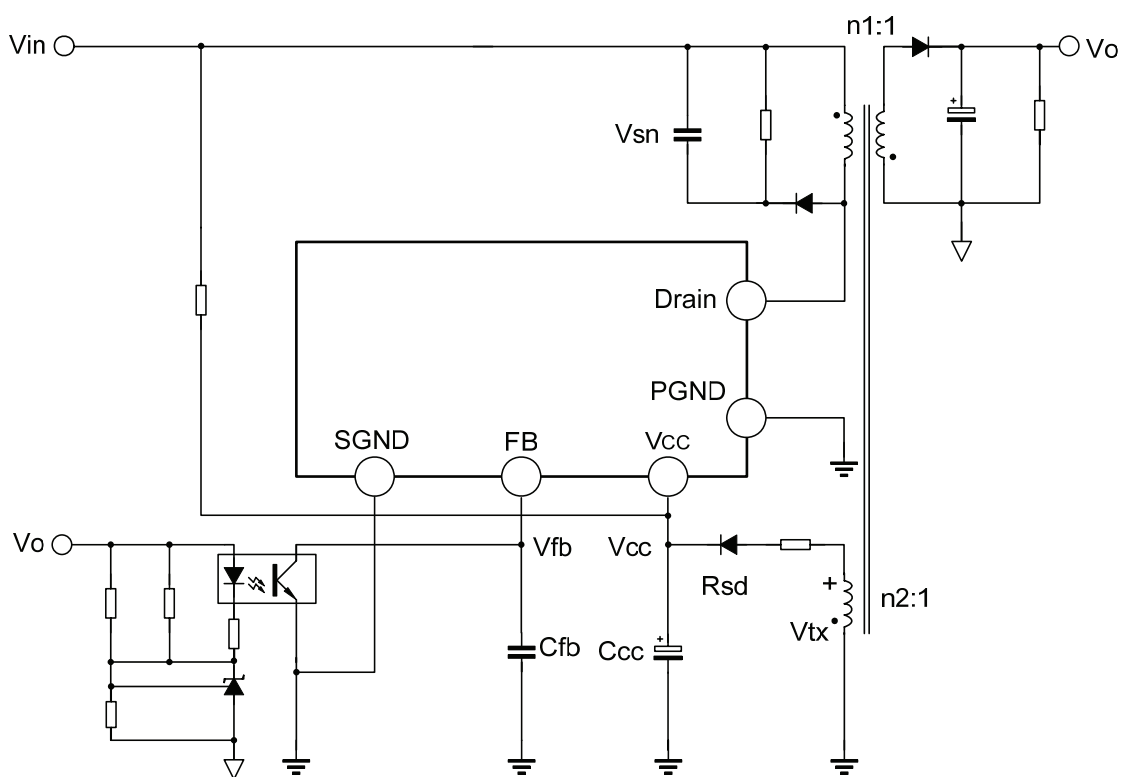 n1:1
Vin
Vo
Vsn
Drain
PGND
SGND
FB
Vcc
Vo
Vfb
Vcc
Rsd
+
n2:1
Vtx
Cfb
Ccc
+
+